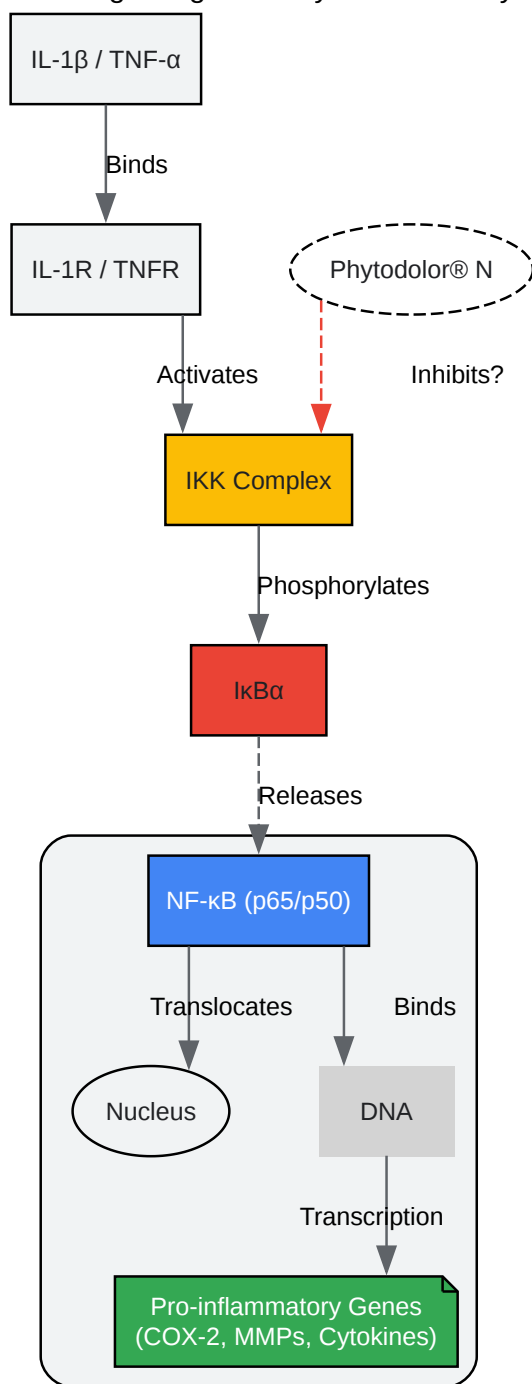 IL-1β / TNF-α
Binds
IL-1R / TNFR
Phytodolor® N
Activates
Inhibits?
IKK Complex
Phosphorylates
IκBα
Releases
NF-κB (p65/p50)
Translocates
Binds
Nucleus
DNA
Transcription
Pro-inflammatory Genes
(COX-2, MMPs, Cytokines)